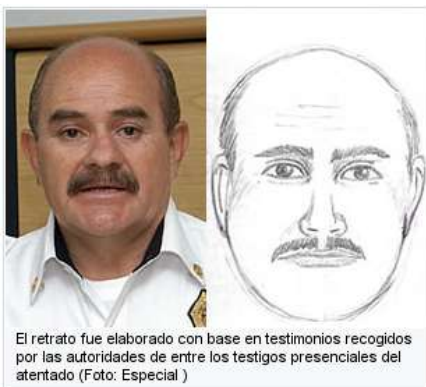 El retrato fue elaborado con base en testimonios recogidos
por las autoridades de entre los testigos presenciales del
atentado (Foto: Especial )